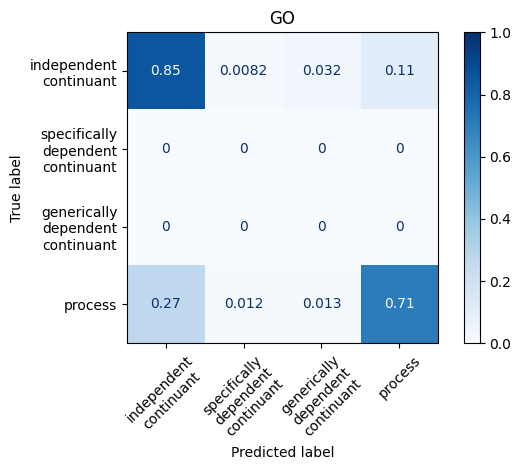 GO
independent
continuant
0.85 0.0082 0.032 0.11
specifically
dependent
continuant
0 0 0 0
generically
dependent
continuant
0 0 0 0
process
0.27 0.012 0.013 0.71
True label
independent
continuant
specifically
dependent
continuant
generically
dependent
continuant
process
Predicted label
1.0
0.8
0.6
0.4
0.2
0.0